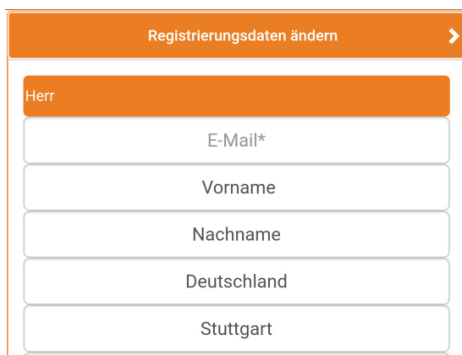 Registrierungsdaten ändern
Herr
E-Mail*
Vorname
Nachname
Deutschland
Stuttgart